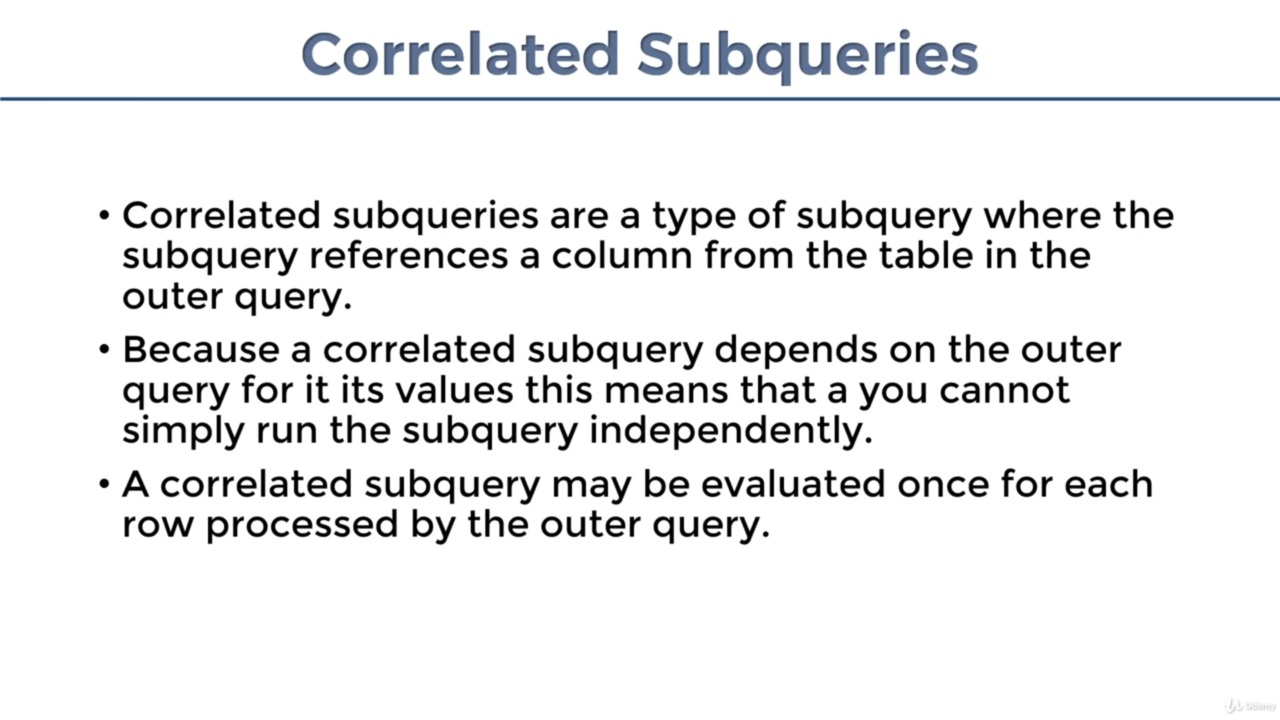 Correlated Subqueries
• Correlated subqueries are a type of subquery where the
subquery references a column from the table in the
outer query.
• Because a correlated subquery depends on the outer
query for it its values this means that a you cannot
simply run the subquery independently.
• A correlated subquery may be evaluated once for each
row processed by the outer query.
Udemy